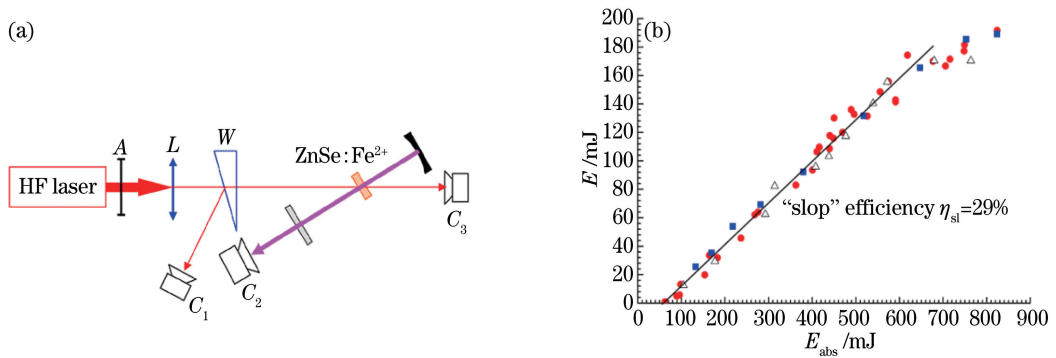 (a)
A
L
W
ZnSe:Fe²⁺
HF laser
C₁
C₂
C₃
(b)
E /mJ
200
180
160
140
120
100
80
60
40
20
0
"slop" efficiency ηsl=29%
0 100 200 300 400 500 600 700 800 900
Eabs /mJ